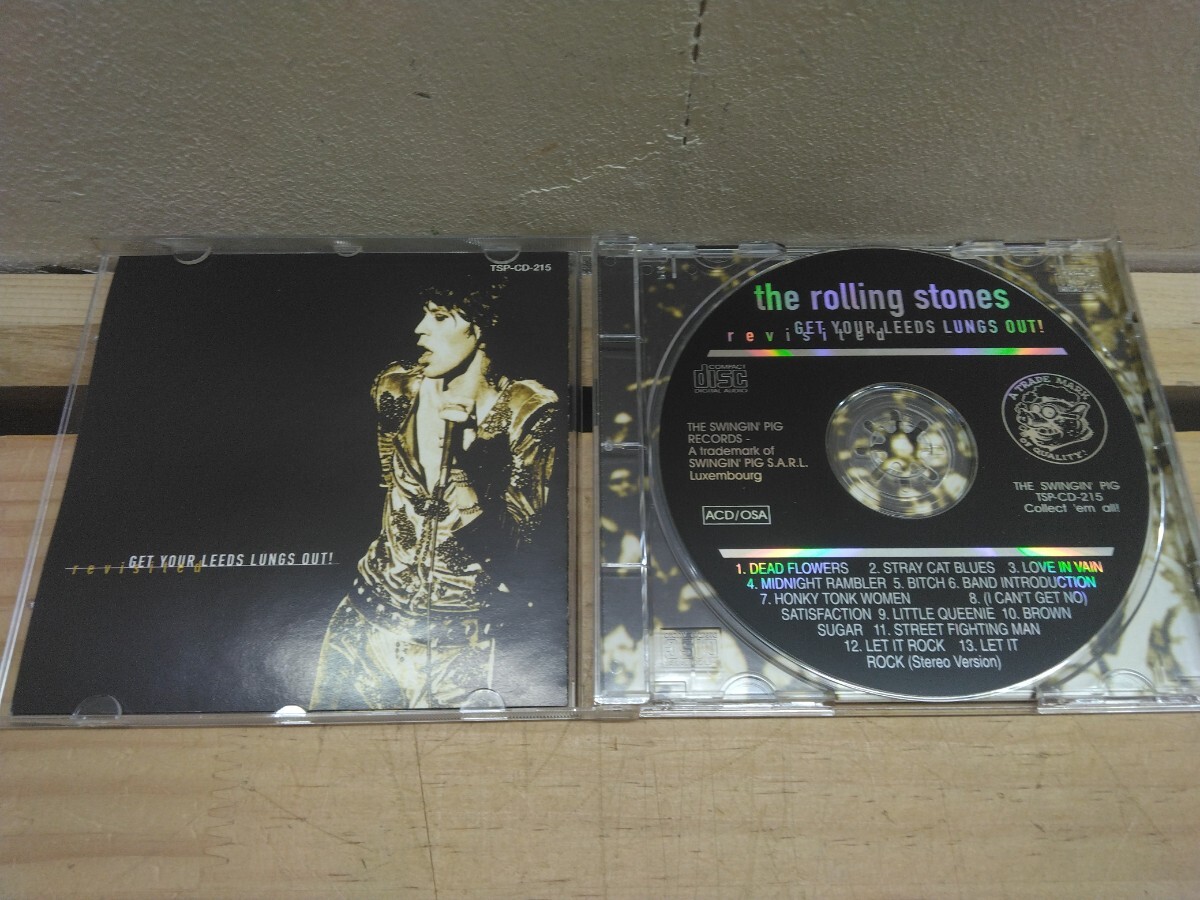 TSP-CD-215
GET YOUR LEEDS LUNGS OUT!
revisited
the rolling stones
GET YOUR LEEDS LUNGS OUT!
revisited
COMPACT
disc
DIGITAL AUDIO
A TRADE MARK
OF QUALITY!
THE SWINGIN' PIG
RECORDS -
A trademark of
SWINGIN' PIG S.A.R.L.
Luxembourg
ACD/OSA
THE SWINGIN' PIG
TSP-CD-215
Collect 'em all!
1. DEAD FLOWERS 2. STRAY CAT BLUES 3. LOVE IN VAIN
4. MIDNIGHT RAMBLER 5. BITCH 6. BAND INTRODUCTION
7. HONKY TONK WOMEN 8. (I CAN'T GET NO)
SATISFACTION 9. LITTLE QUEENIE 10. BROWN
SUGAR 11. STREET FIGHTING MAN
12. LET IT ROCK 13. LET IT
ROCK (Stereo Version)